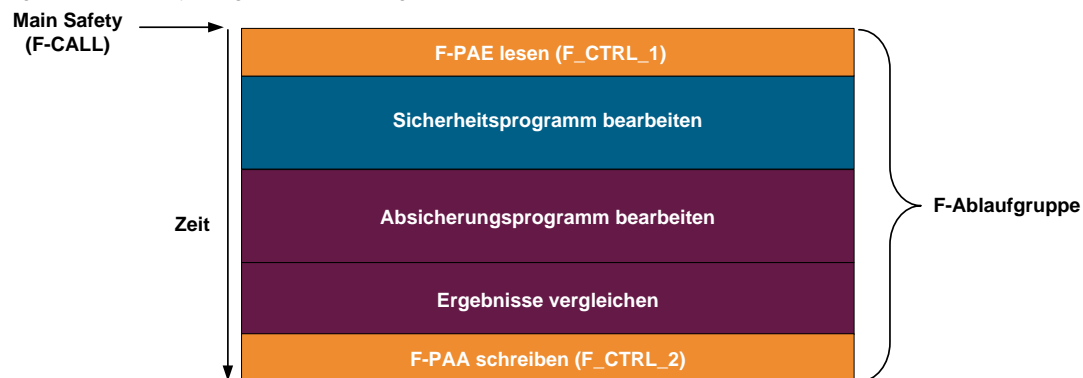 Main Safety
(F-CALL)
F-PAE lesen (F_CTRL_1)
Sicherheitsprogramm bearbeiten
Absicherungsprogramm bearbeiten
Zeit
F-Ablaufgruppe
Ergebnisse vergleichen
F-PAA schreiben (F_CTRL_2)